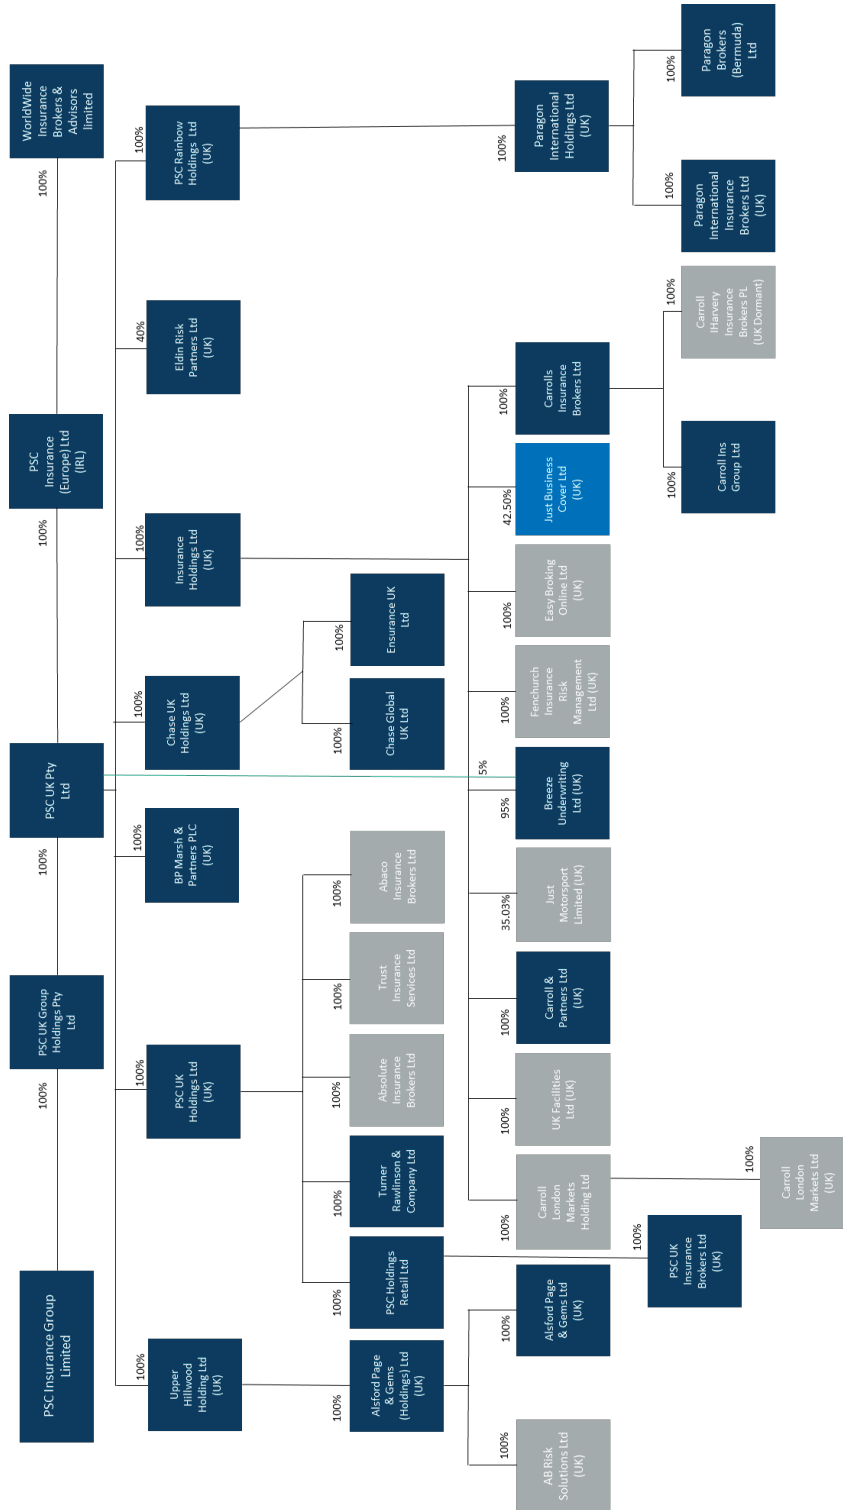 PSC Insurance Group
Limited
100%
PSC UK Group
Holdings Pty
Ltd
100%
PSC UK Pty
Ltd
100%
PSC
Insurance
(Europe) Ltd
(IRL)
100%
WorldWide
Insurance
Brokers &
Advisors
limited
100%
Upper
Hillwood
Holding Ltd
(UK)
100%
PSC UK
Holdings Ltd
(UK)
100%
BP Marsh &
Partners PLC
(UK)
100%
Chase UK
Holdings Ltd
(UK)
100%
Insurance
Holdings Ltd
(UK)
40%
Eldin Risk
Partners Ltd
(UK)
100%
PSC Rainbow
Holdings Ltd
(UK)
100%
Alsford Page
& Gems
(Holdings) Ltd
(UK)
100%
PSC Holdings
Retail Ltd
100%
Turner
Rawlinson &
Company Ltd
100%
Absolute
Insurance
Brokers Ltd
100%
Trust
Insurance
Services Ltd
100%
Abaco
Insurance
Brokers Ltd
100%
Chase Global
UK Ltd
100%
Ensurance UK
Ltd
5%
100%
AB Risk
Solutions Ltd
(UK)
100%
Alsford Page
& Gems Ltd
(UK)
100%
Carroll
London
Markets
Holding Ltd
100%
UK Facilities
Ltd (UK)
100%
Carroll &
Partners Ltd
(UK)
35.03%
Just
Motorsport
Limited (UK)
95%
Breeze
Underwriting
Ltd (UK)
100%
Fenchurch
Insurance
Risk
Management
Ltd (UK)
100%
Easy Broking
Online Ltd
(UK)
42.50%
Just Business
Cover Ltd
(UK)
100%
Carrolls
Insurance
Brokers Ltd
100%
Paragon
International
Holdings Ltd
(UK)
100%
PSC UK
Insurance
Brokers Ltd
(UK)
100%
Carroll Ins
Group Ltd
100%
Carroll
IHarvery
Insurance
Brokers PL
(UK Dormant)
100%
Paragon
International
Insurance
Brokers Ltd
(UK)
100%
Paragon
Brokers
(Bermuda)
Ltd
100%
Carroll
London
Markets Ltd
(UK)